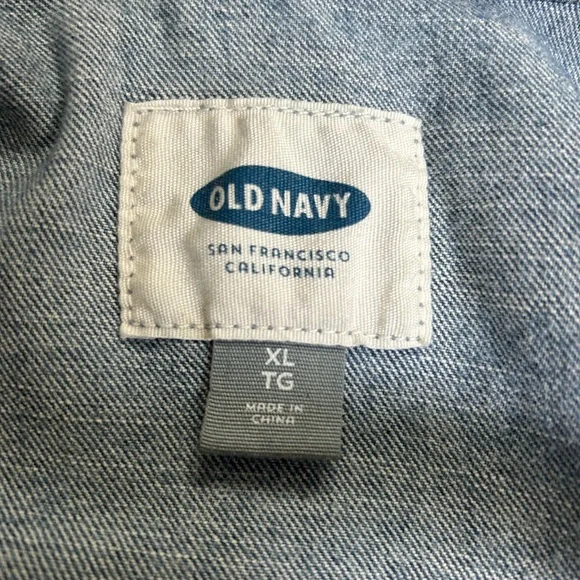 OLD NAVY
SAN FRANCISCO
CALIFORNIA
XL
TG
MADE IN
CHINA